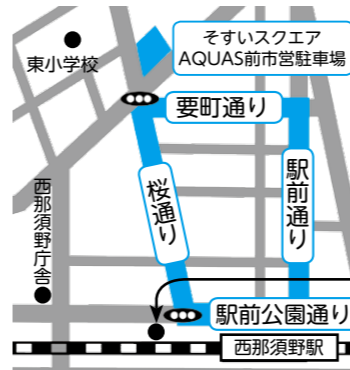 そすいスクエア
AQUAS前市営駐車場
東小学校
要町通り
駅前通り
桜通り
西那須野庁舎
駅前公園通り
西那須野駅